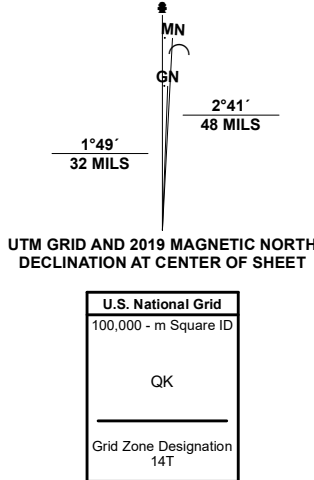 MN
GN
2°41´
48 MILS
1°49´
32 MILS
UTM GRID AND 2019 MAGNETIC NORTH
DECLINATION AT CENTER OF SHEET
U.S. National Grid
100,000 - m Square ID
QK
Grid Zone Designation
14T